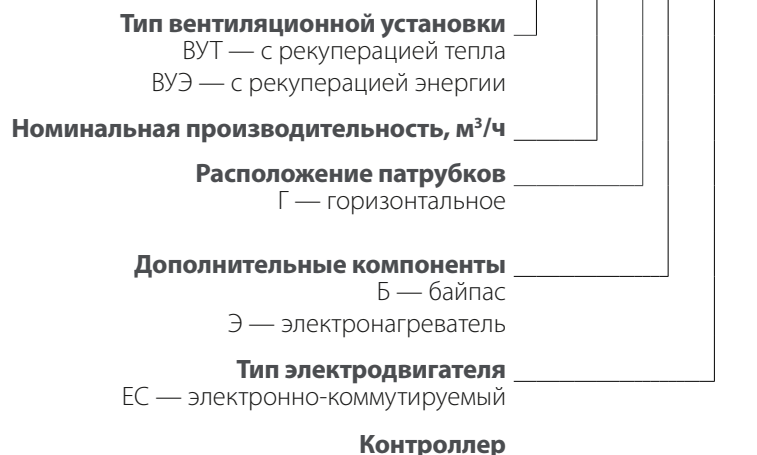 Тип вентиляционной установки
ВУТ — с рекуперацией тепла
ВУЭ — с рекуперацией энергии
Номинальная производительность, м³/ч
Расположение патрубков
Г — горизонтальное
Дополнительные компоненты
Б — байпас
Э — электронагреватель
Тип электродвигателя
ЕС — электронно-коммутируемый
Контроллер